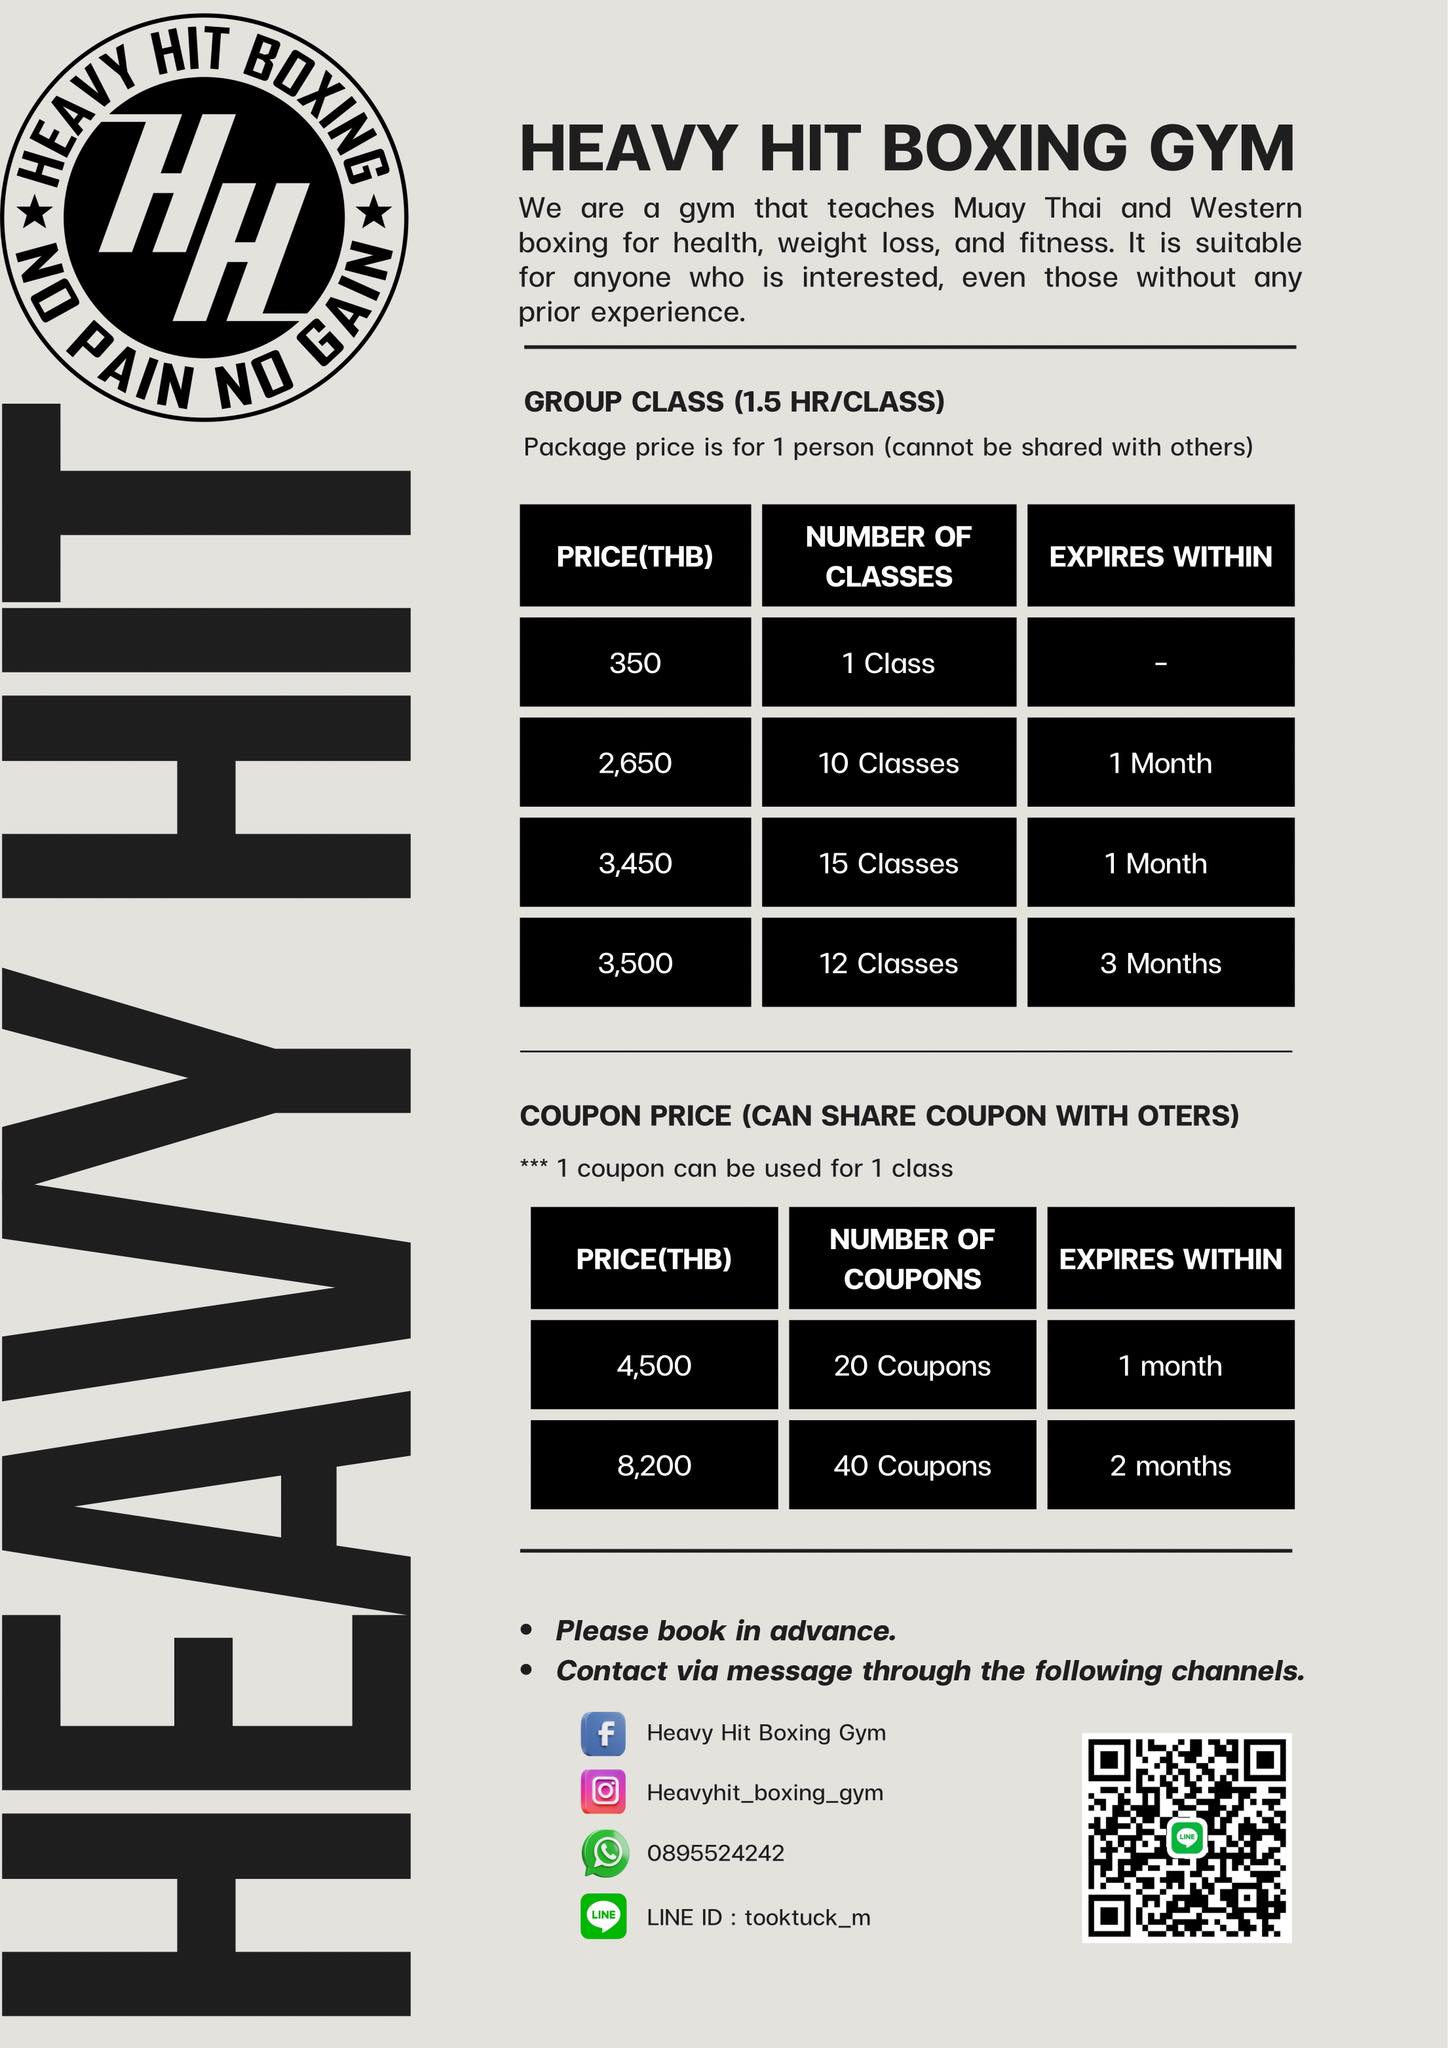 HEAVY HIT BOXING
HH
NO PAIN NO GAIN
HEAVY HIT
HEAVY HIT BOXING GYM
We are a gym that teaches Muay Thai and Western
boxing for health, weight loss, and fitness. It is suitable
for anyone who is interested, even those without any
prior experience.
GROUP CLASS (1.5 HR/CLASS)
Package price is for 1 person (cannot be shared with others)
PRICE(THB) NUMBER OF CLASSES EXPIRES WITHIN
350 1 Class -
2,650 10 Classes 1 Month
3,450 15 Classes 1 Month
3,500 12 Classes 3 Months
COUPON PRICE (CAN SHARE COUPON WITH OTERS)
*** 1 coupon can be used for 1 class
PRICE(THB) NUMBER OF COUPONS EXPIRES WITHIN
4,500 20 Coupons 1 month
8,200 40 Coupons 2 months
• Please book in advance.
• Contact via message through the following channels.
Heavy Hit Boxing Gym
Heavyhit_boxing_gym
0895524242
LINE
LINE ID : tooktuck_m
LINE